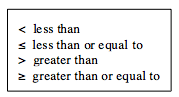 < less than
≤ less than or equal to
> greater than
≥ greater than or equal to